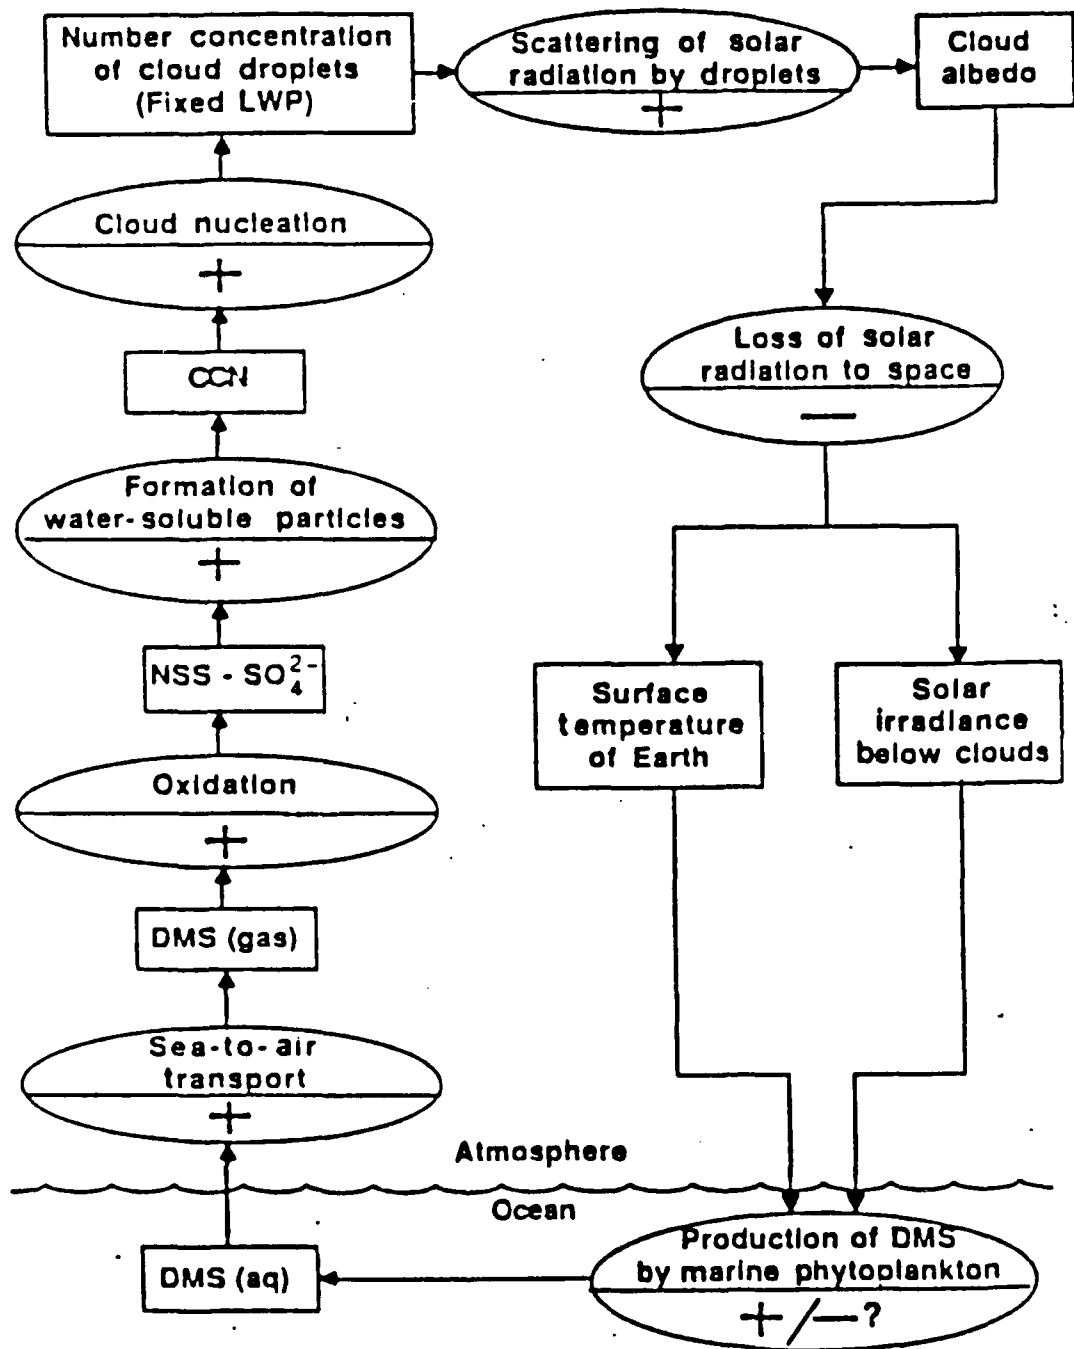 Number concentration
of cloud droplets
(Fixed LWP)
Scattering of solar
radiation by droplets
+
Cloud
albedo
Cloud nucleation
+
CCN
Formation of
water-soluble particles
+
NSS - SO₄²⁻
Oxidation
+
DMS (gas)
Sea-to-air
transport
+
Loss of solar
radiation to space
—
Surface
temperature
of Earth
Solar
irradiance
below clouds
Atmosphere
Ocean
DMS (aq)
Production of DMS
by marine phytoplankton
+/—?